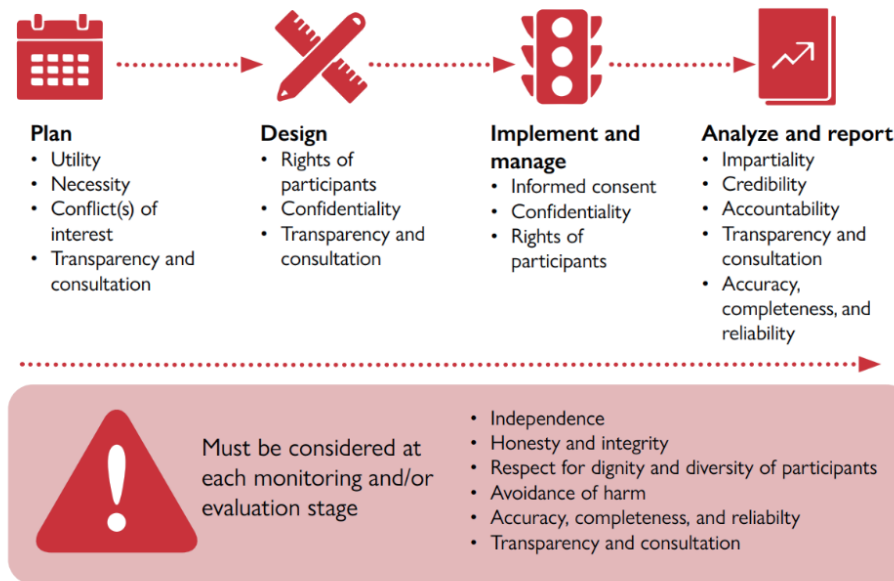 Plan
• Utility
• Necessity
• Conflict(s) of
interest
• Transparency and
consultation
Design
• Rights of
participants
• Confidentiality
• Transparency and
consultation
Implement and
manage
• Informed consent
• Confidentiality
• Rights of
participants
Analyze and report
• Impartiality
• Credibility
• Accountability
• Transparency and
consultation
• Accuracy,
completeness, and
reliability
Must be considered at
each monitoring and/or
evaluation stage
• Independence
• Honesty and integrity
• Respect for dignity and diversity of participants
• Avoidance of harm
• Accuracy, completeness, and reliabilty
• Transparency and consultation